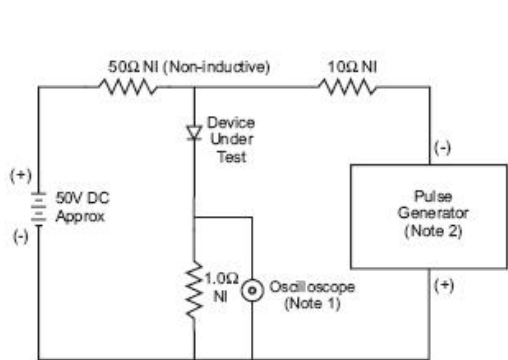 50Ω NI (Non-inductive)
10Ω NI
Device
Under
Test
(-)
(+)
50V DC
Approx
(-)
Pulse
Generator
(Note 2)
1.0Ω
NI
Oscilloscope
(Note 1)
(+)